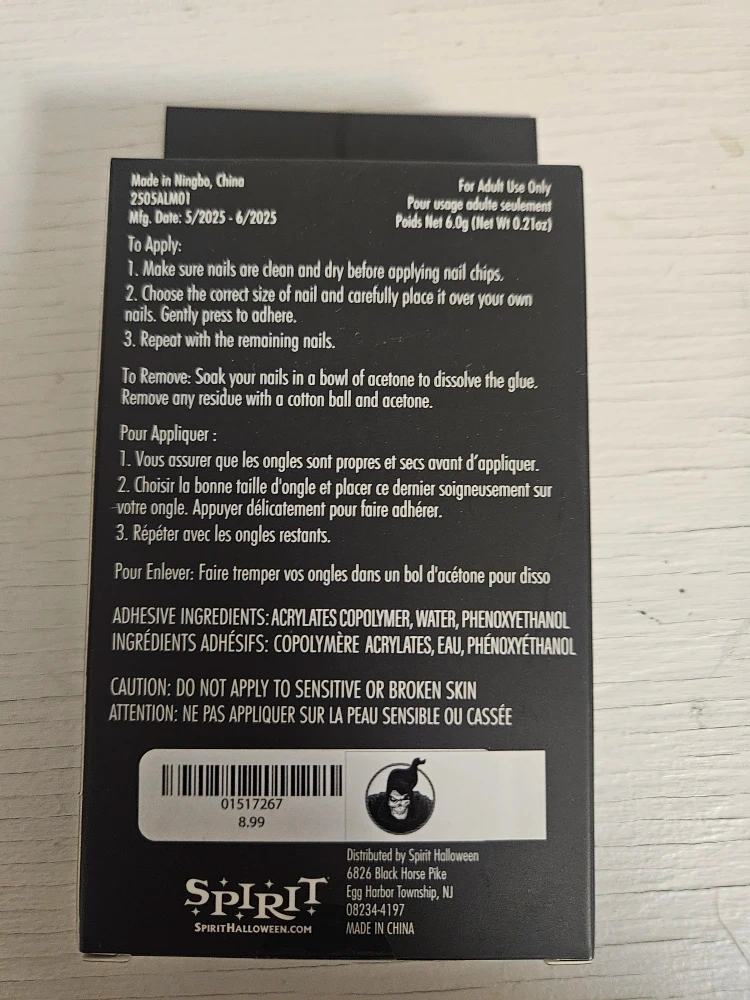 Made in Ningbo, China
2505ALM01
Mfg. Date: 5/2025 - 6/2025
For Adult Use Only
Pour usage adulte seulement
Poids Net 6.0g (Net Wt 0.21oz)
To Apply:
1. Make sure nails are clean and dry before applying nail chips.
2. Choose the correct size of nail and carefully place it over your own
nails. Gently press to adhere.
3. Repeat with the remaining nails.
To Remove: Soak your nails in a bowl of acetone to dissolve the glue.
Remove any residue with a cotton ball and acetone.
Pour Appliquer :
1. Vous assurer que les ongles sont propres et secs avant d'appliquer.
2. Choisir la bonne taille d'ongle et placer ce dernier soigneusement sur
votre ongle. Appuyer délicatement pour faire adhérer.
3. Répéter avec les ongles restants.
Pour Enlever: Faire tremper vos ongles dans un bol d'acétone pour disso
ADHESIVE INGREDIENTS: ACRYLATES COPOLYMER, WATER, PHENOXYETHANOL
INGRÉDIENTS ADHÉSIFS: COPOLYMÈRE ACRYLATES, EAU, PHÉNOXYÉTHANOL
CAUTION: DO NOT APPLY TO SENSITIVE OR BROKEN SKIN
ATTENTION: NE PAS APPLIQUER SUR LA PEAU SENSIBLE OU CASSÉE
01517267
8.99
SPIRIT
SPIRITHALLOWEEN.COM
Distributed by Spirit Halloween
6826 Black Horse Pike
Egg Harbor Township, NJ
08234-4197
MADE IN CHINA